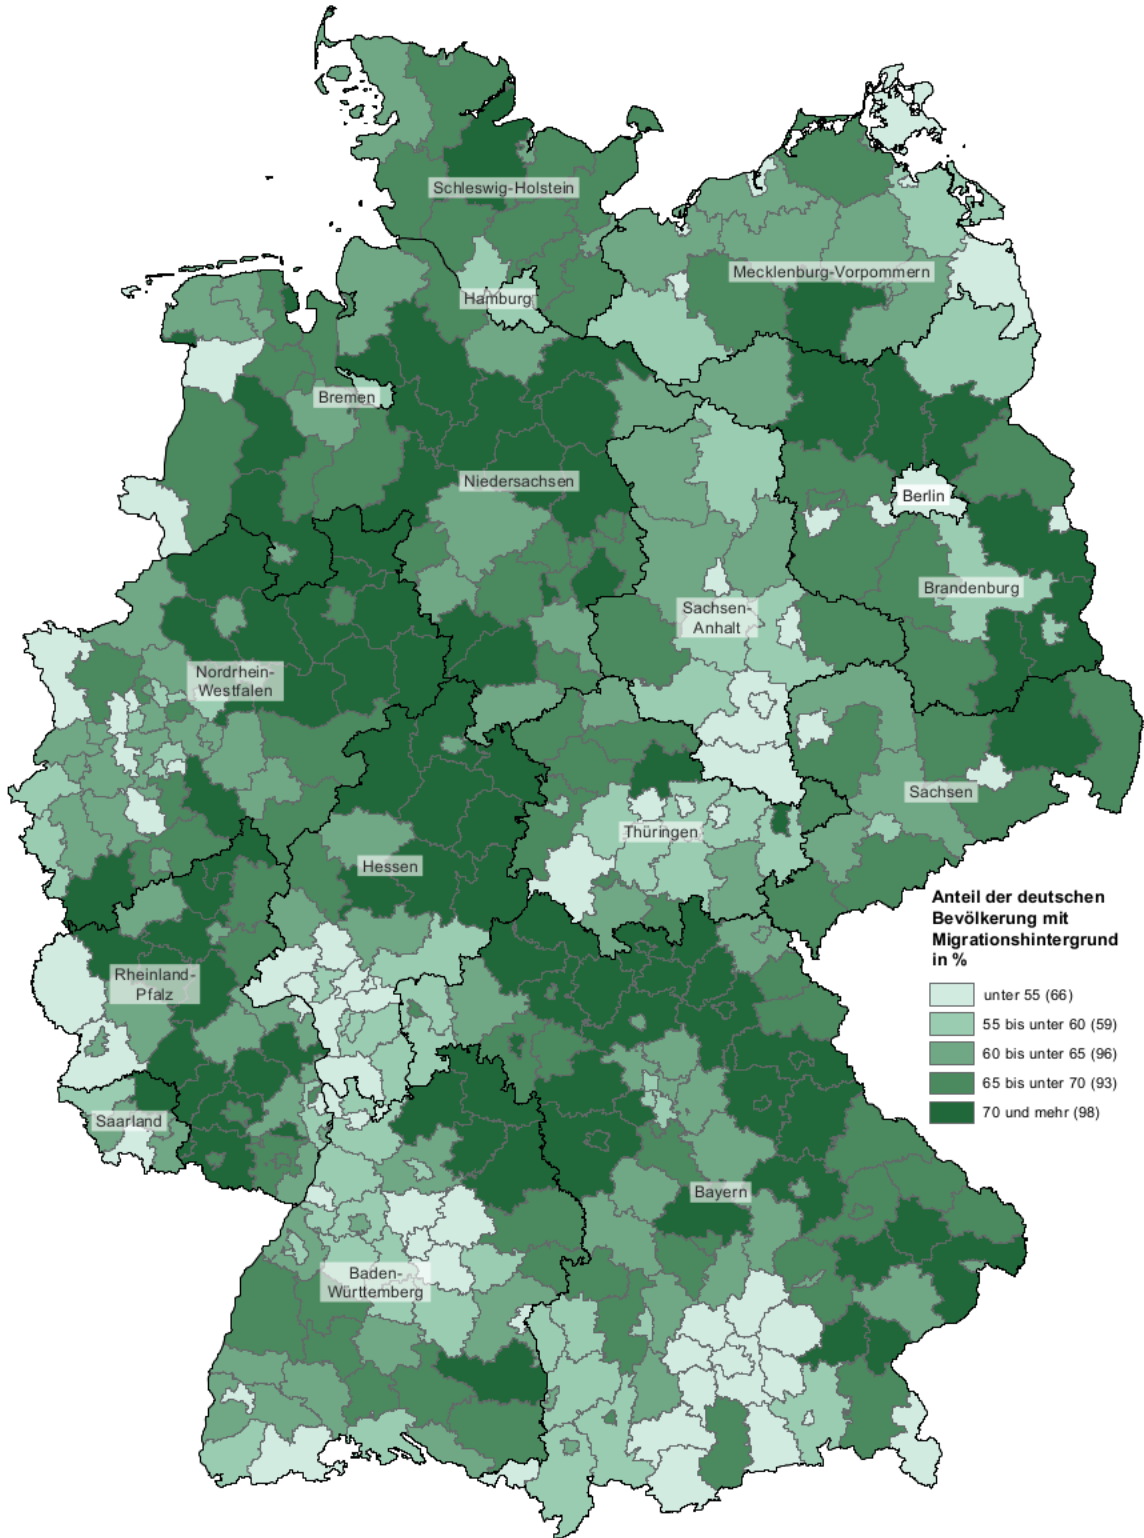 Schleswig-Holstein
Mecklenburg-Vorpommern
Hamburg
Bremen
Niedersachsen
Berlin
Brandenburg
Sachsen-
Anhalt
Nordrhein-
Westfalen
Sachsen
Thüringen
Hessen
Rheinland-
Pfalz
Saarland
Bayern
Baden-
Württemberg
Anteil der deutschen
Bevölkerung mit
Migrationshintergrund
in %
unter 55 (66)
55 bis unter 60 (59)
60 bis unter 65 (96)
65 bis unter 70 (93)
70 und mehr (98)